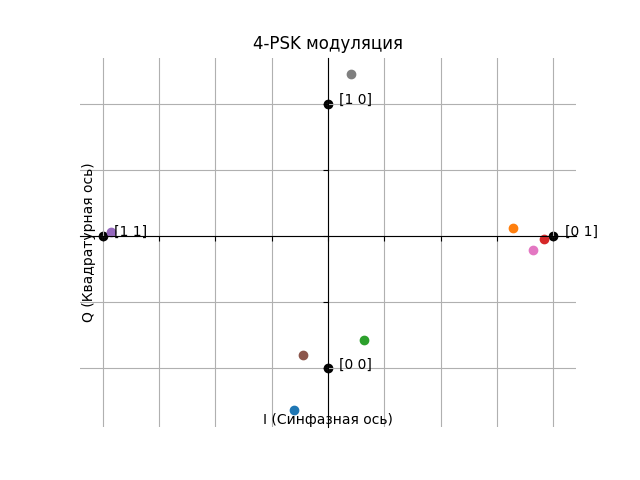 4-PSK модуляция
[1 0]
Q (Квадратурная ось)
[1 1]
[0 1]
[0 0]
I (Синфазная ось)